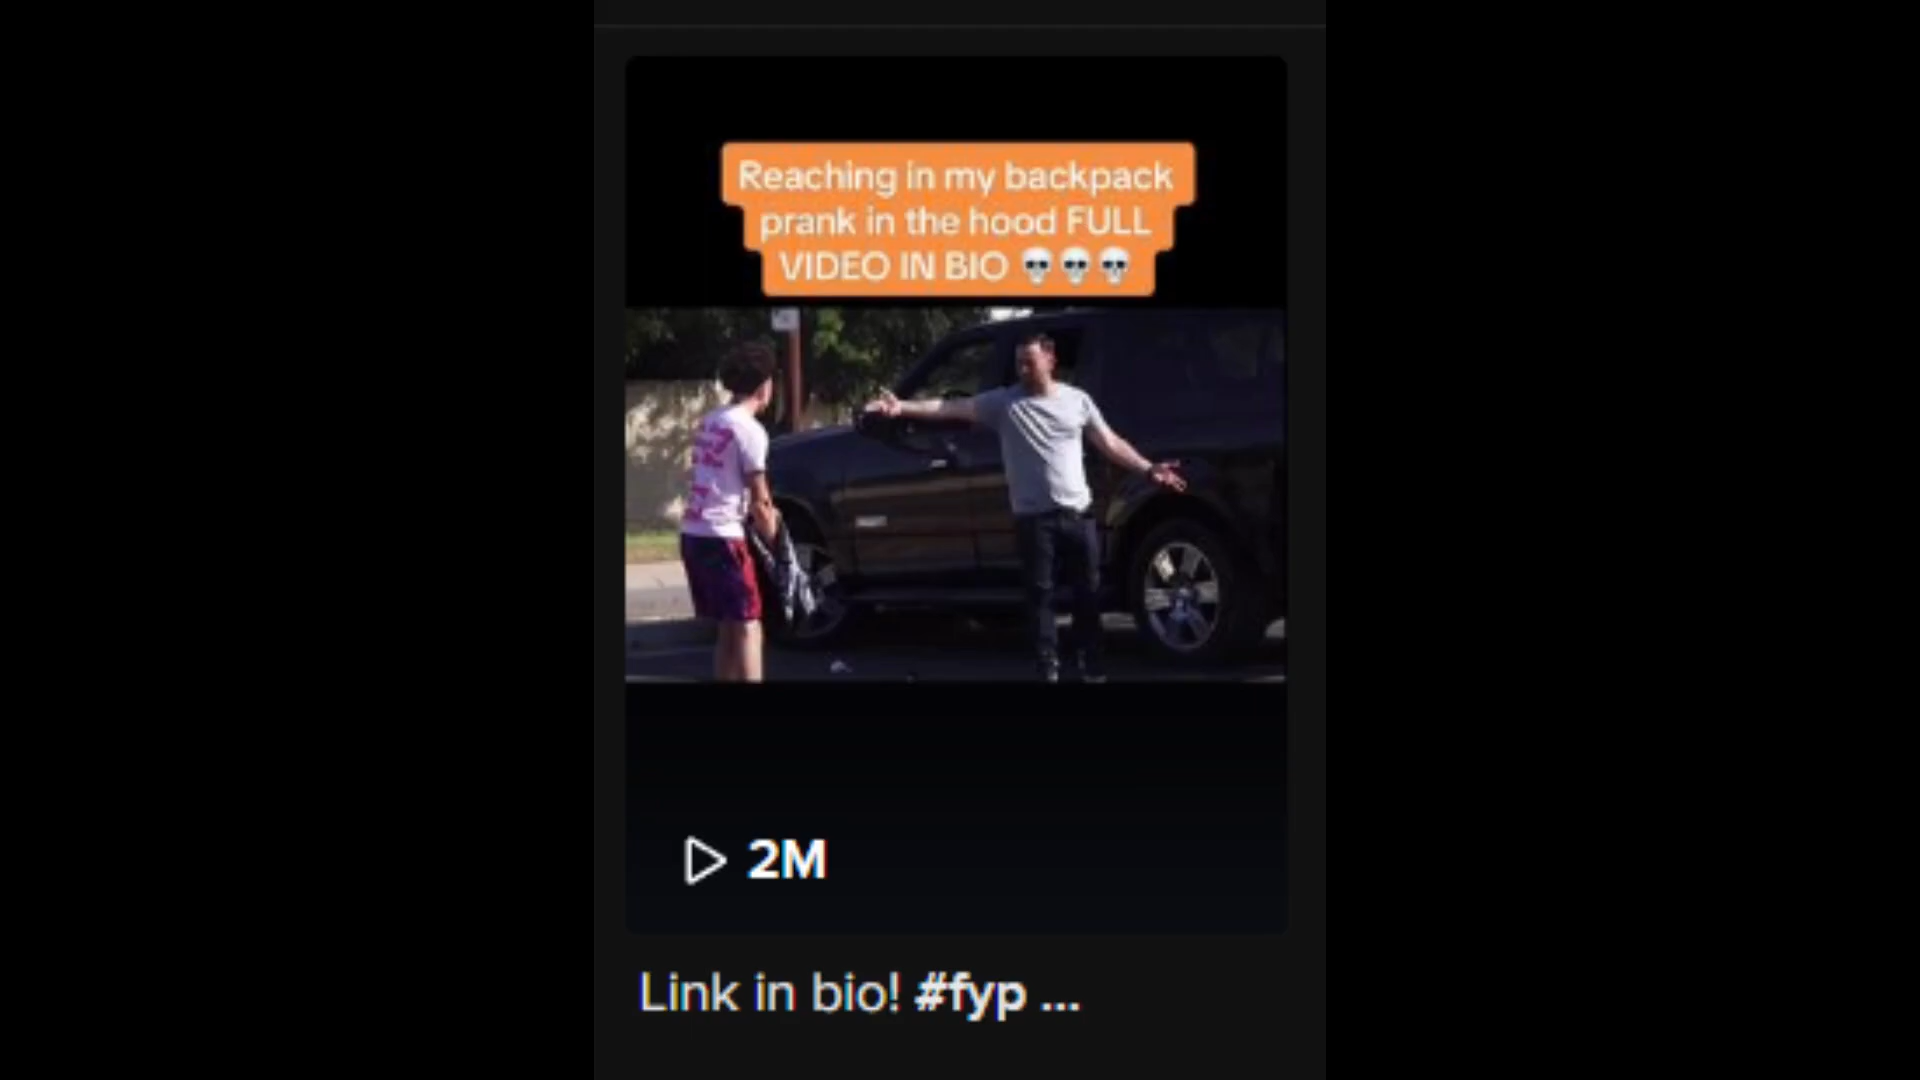 Reaching in my backpack
prank in the hood FULL
VIDEO IN BIO 💀💀💀
2M
Link in bio! #fyp ...